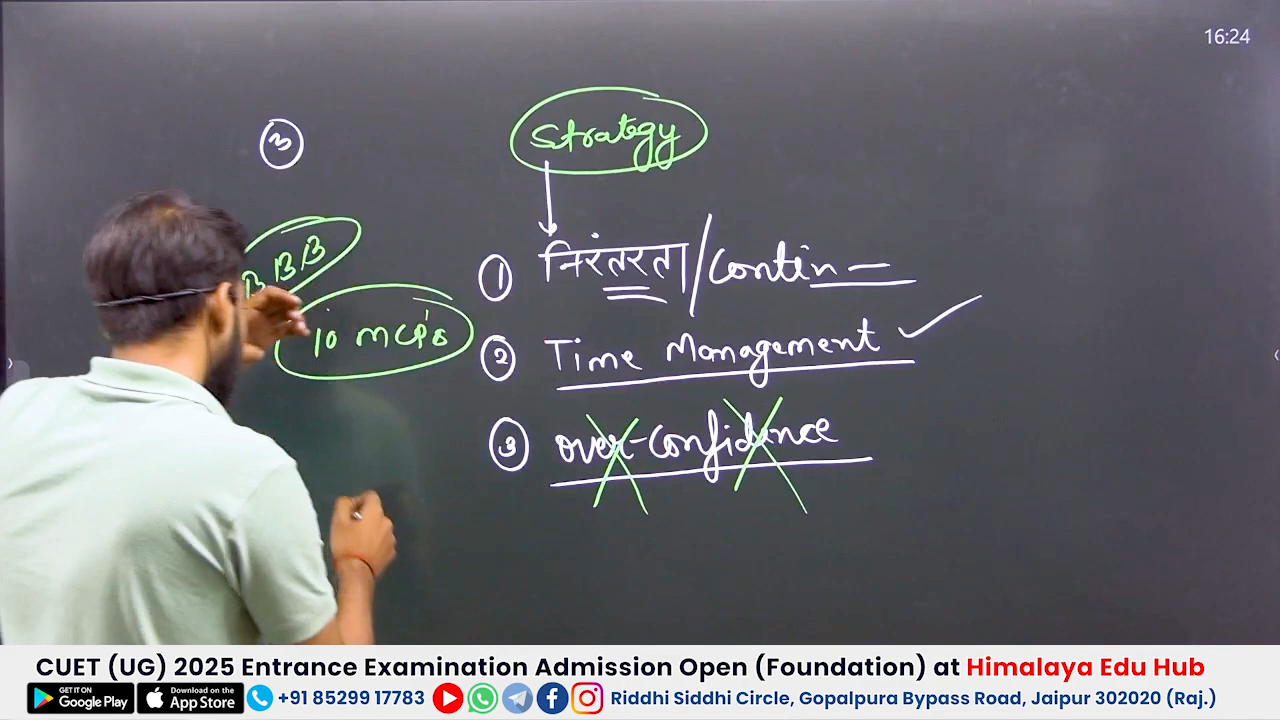 16:24
Strategy
3
B B B
10 MCQ's
① निरंतरता/Contin
② Time Management
③ over-confidence
CUET (UG) 2025 Entrance Examination Admission Open (Foundation) at Himalaya Edu Hub
GET IT ON Google Play
Download on the App Store
+91 85299 17783
Riddhi Siddhi Circle, Gopalpura Bypass Road, Jaipur 302020 (Raj.)